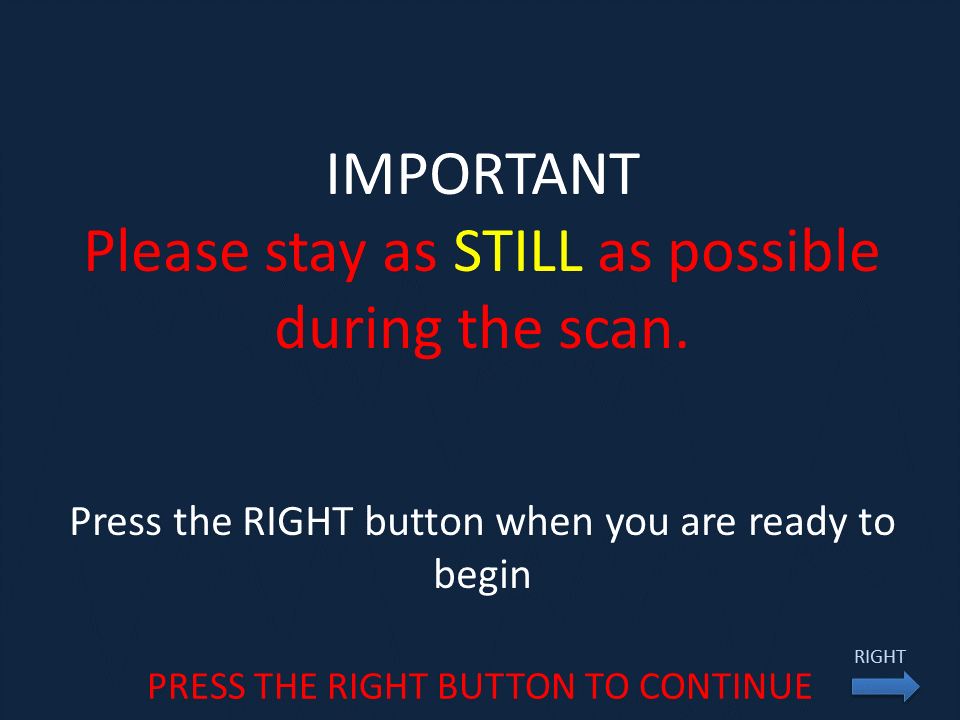 IMPORTANT
Please stay as STILL as possible
during the scan.
Press the RIGHT button when you are ready to
begin
RIGHT
PRESS THE RIGHT BUTTON TO CONTINUE